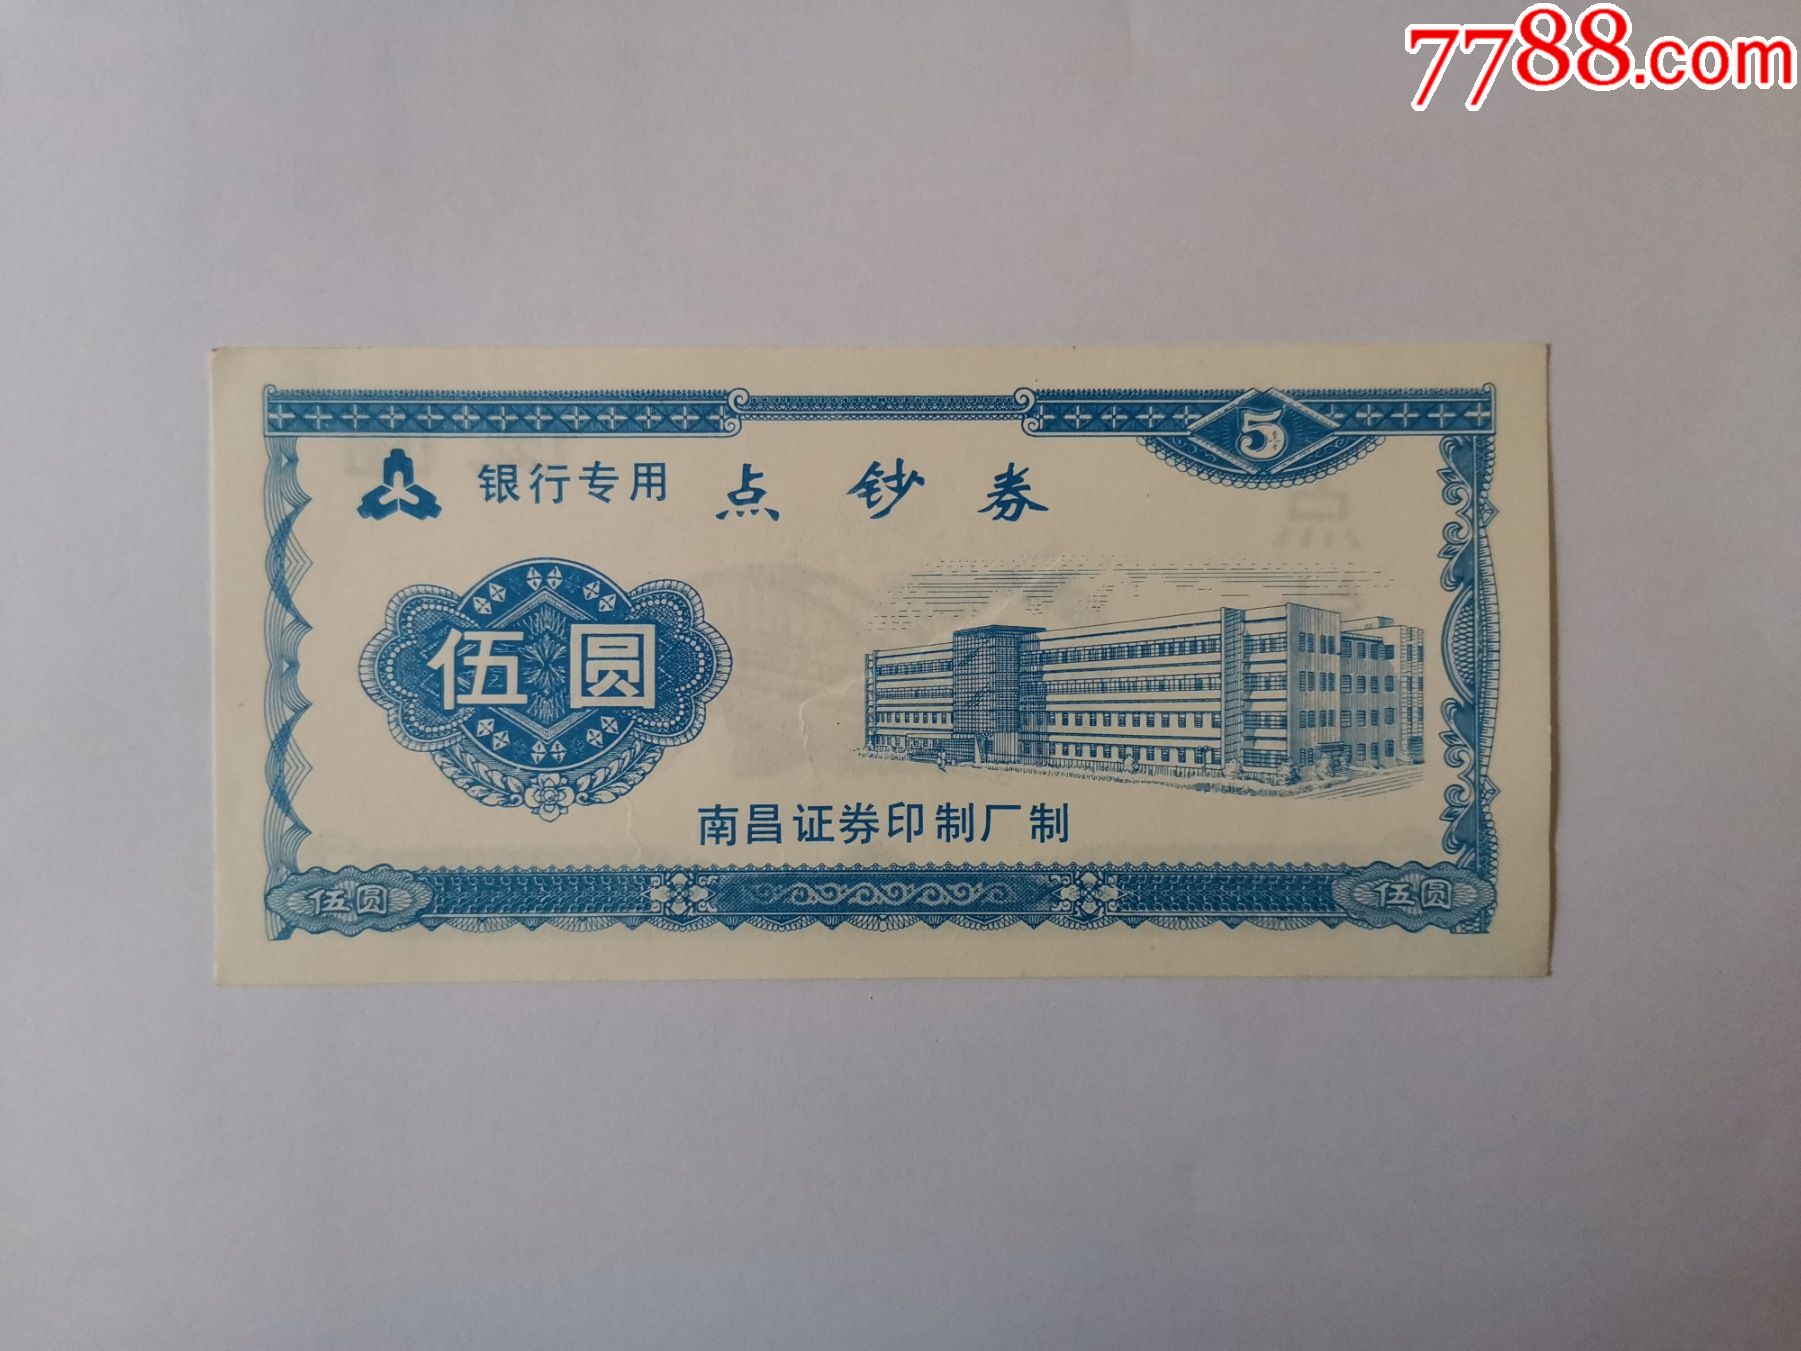 7788.com
5
银行专用 点钞券
伍圆
南昌证券印制厂制
伍圆 伍圆